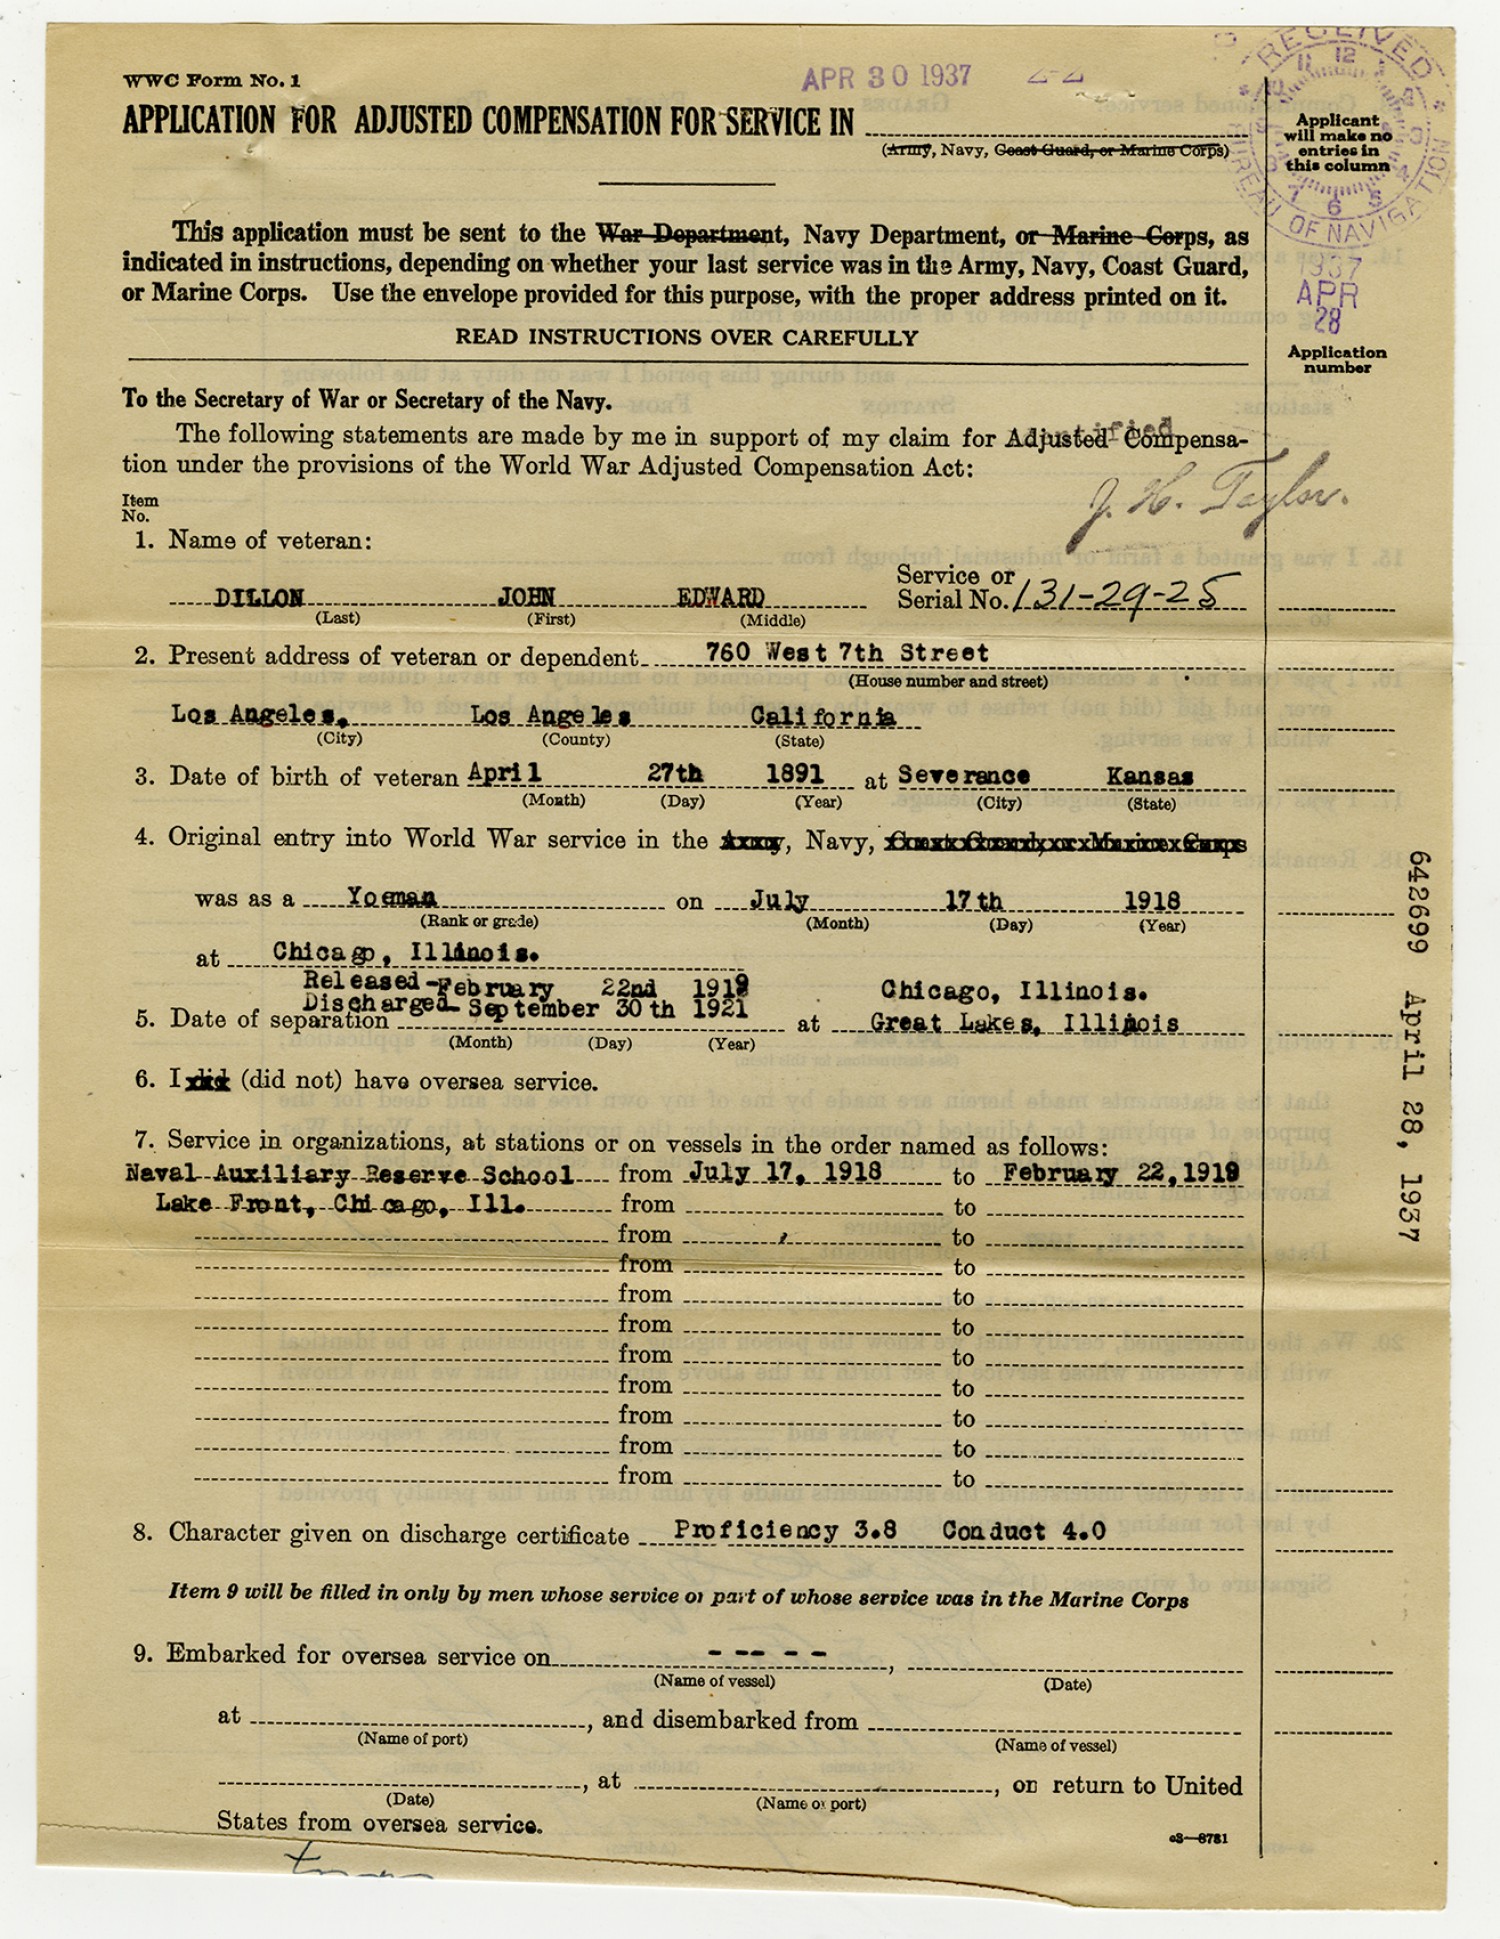 WWC Form No. 1
APR 30 1937
APPLICATION FOR ADJUSTED COMPENSATION FOR SERVICE IN
(Army, Navy, Coast Guard, or Marine Corps)
RECEIVED
BUREAU OF NAVIGATION
11 12 7 6 5
1937
APR
28
Applicant
will make no
entries in
this column
This application must be sent to the War Department, Navy Department, or Marine Corps, as
indicated in instructions, depending on whether your last service was in the Army, Navy, Coast Guard,
or Marine Corps. Use the envelope provided for this purpose, with the proper address printed on it.
READ INSTRUCTIONS OVER CAREFULLY
Application
number
To the Secretary of War or Secretary of the Navy.
The following statements are made by me in support of my claim for Adjusted Compensa-
tion under the provisions of the World War Adjusted Compensation Act:
J. H. Taylor.
Item
No.
1. Name of veteran:
DILLON JOHN EDWARD
(Last) (First) (Middle)
Service or
Serial No. 131-29-25
2. Present address of veteran or dependent 760 West 7th Street
(House number and street)
Los Angeles, Los Angeles California
(City) (County) (State)
3. Date of birth of veteran April 27th 1891 at Severance Kansas
(Month) (Day) (Year) (City) (State)
4. Original entry into World War service in the Army, Navy, Coast Guard, or Marine Corps
was as a Yoeman on July 17th 1918
(Rank or grade) (Month) (Day) (Year)
at Chicago, Illinois.
Released-February 22nd 1919 Chicago, Illinois.
Discharged-September 30th 1921
5. Date of separation at Great Lakes, Illinois
(Month) (Day) (Year)
6. I did (did not) have oversea service.
7. Service in organizations, at stations or on vessels in the order named as follows:
Naval Auxiliary Reserve School from July 17, 1918 to February 22,1919
Lake Front, Chicago, Ill. from to
from to
from to
from to
from to
from to
from to
from to
from to
from to
8. Character given on discharge certificate Proficiency 3.8 Conduct 4.0
Item 9 will be filled in only by men whose service or part of whose service was in the Marine Corps
9. Embarked for oversea service on - - - - ,
(Name of vessel) (Date)
at , and disembarked from
(Name of port) (Name of vessel)
, at , on return to United
(Date) (Name of port)
States from oversea service.
c3—8781
642699 April 28, 1937